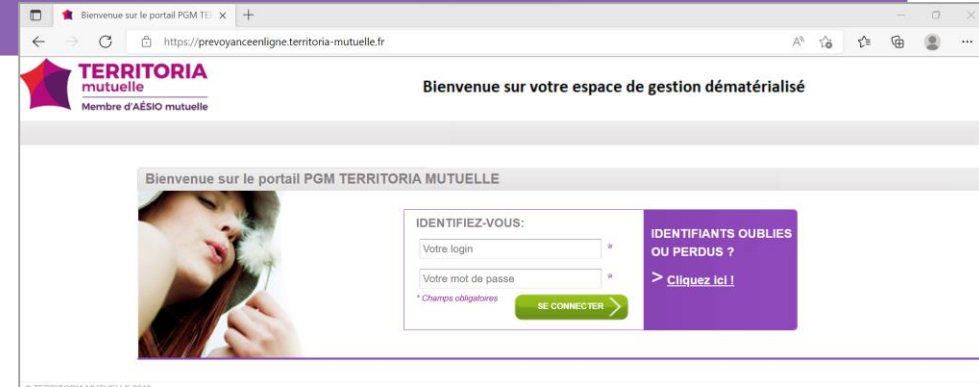 Bienvenue sur le portail PGM TE
https://prevoyanceenligne.territoria-mutuelle.fr
TERRITORIA
mutuelle
Membre d'AÉSIO mutuelle
Bienvenue sur votre espace de gestion dématérialisé
Bienvenue sur le portail PGM TERRITORIA MUTUELLE
IDENTIFIEZ-VOUS:
Votre login *
Votre mot de passe *
* Champs obligatoires
SE CONNECTER
IDENTIFIANTS OUBLIES
OU PERDUS ?
> Cliquez ici !